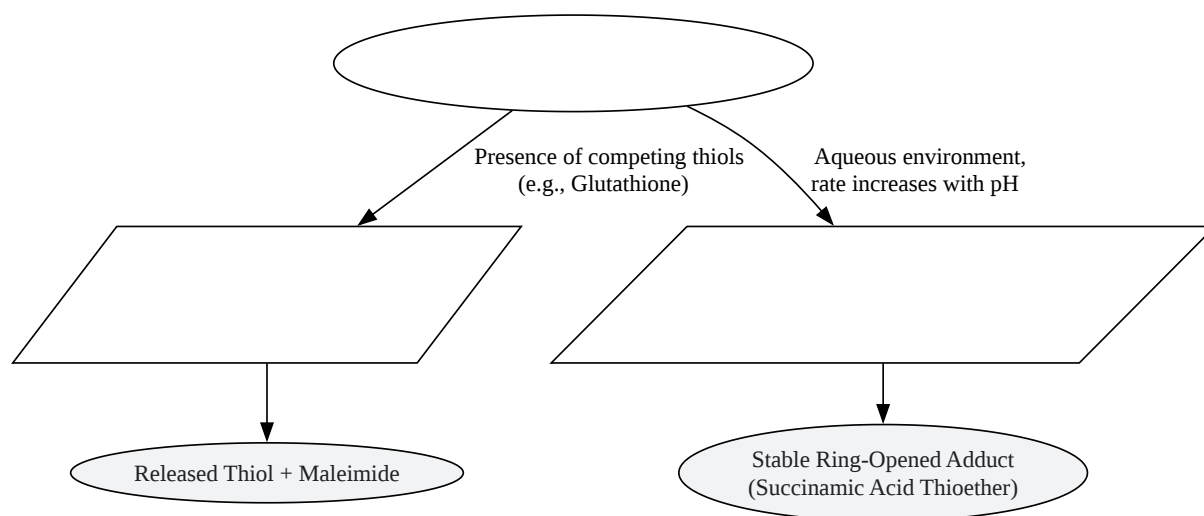 Presence of competing thiols
(e.g., Glutathione)
Aqueous environment,
rate increases with pH
Released Thiol + Maleimide
Stable Ring-Opened Adduct
(Succinamic Acid Thioether)